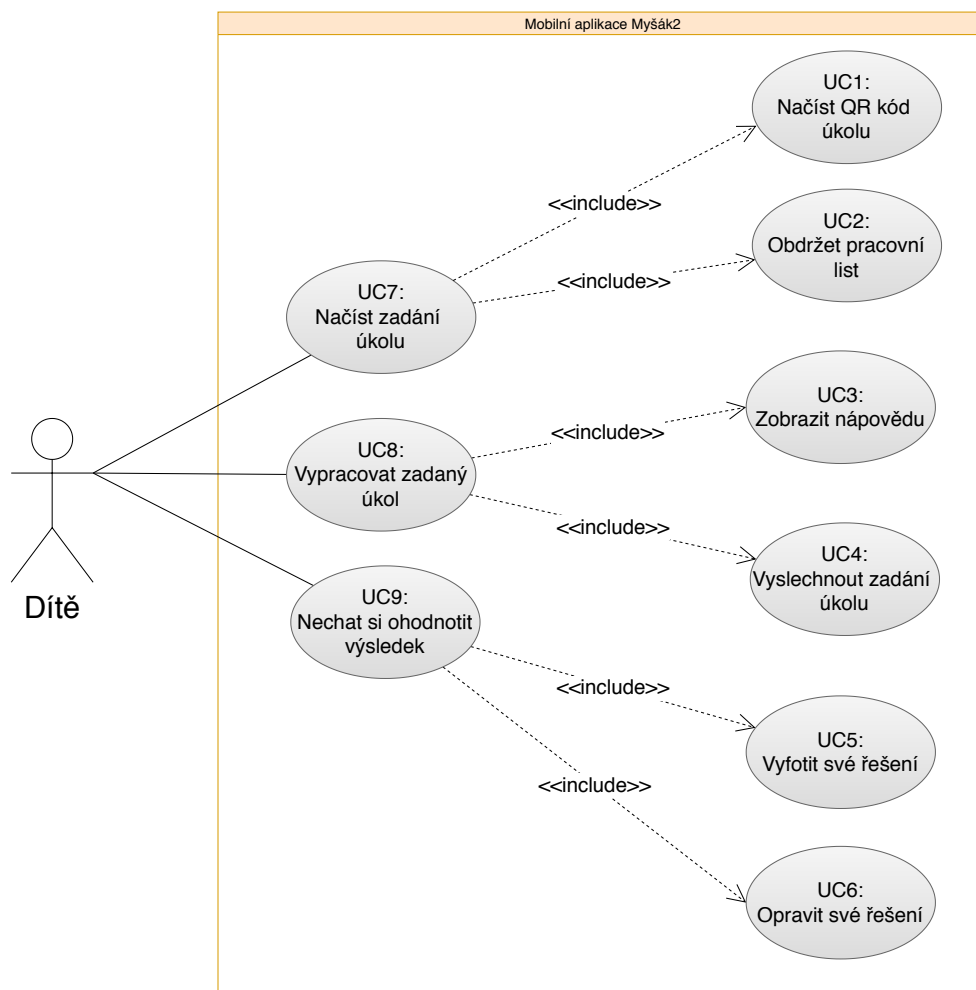 Mobilní aplikace Myšák2
UC1:
Načíst QR kód
úkolu
<<include>>
UC2:
Obdržet pracovní
list
<<include>>
UC7:
Načíst zadání
úkolu
UC3:
Zobrazit nápovědu
<<include>>
UC8:
Vypracovat zadaný
úkol
<<include>>
UC4:
Vyslechnout zadání
úkolu
Dítě
UC9:
Nechat si ohodnotit
výsledek
<<include>>
UC5:
Vyfotit své řešení
<<include>>
UC6:
Opravit své řešení